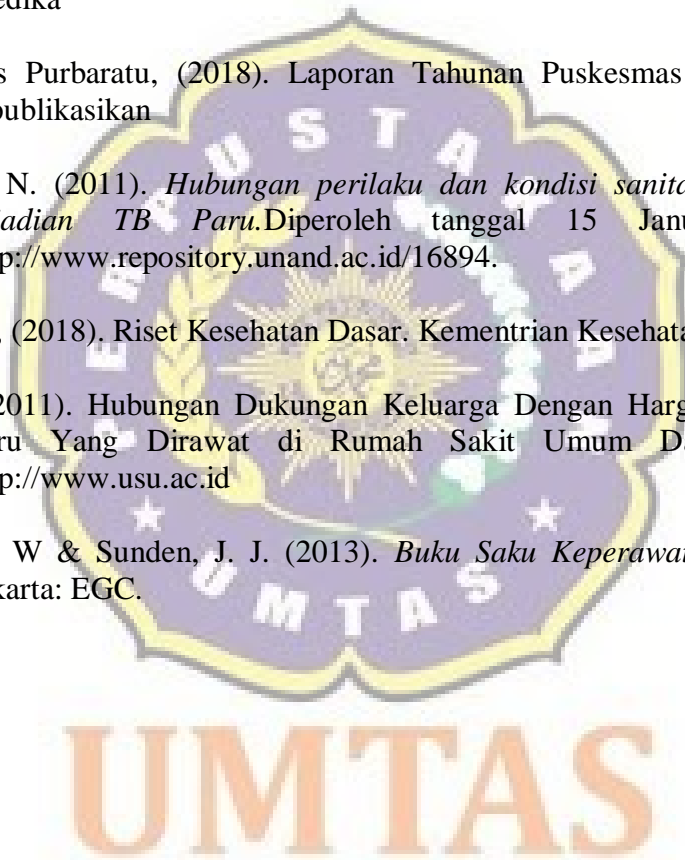 edika
s Purbaratu, (2018). Laporan Tahunan Puskesmas
publikasikan
N. (2011). Hubungan perilaku dan kondisi sanita
adian TB Paru.Diperoleh tanggal 15 Janu
p://www.repository.unand.ac.id/16894.
, (2018). Riset Kesehatan Dasar. Kementrian Kesehata
2011). Hubungan Dukungan Keluarga Dengan Harg
ru Yang Dirawat di Rumah Sakit Umum Da
p://www.usu.ac.id
W & Sunden, J. J. (2013). Buku Saku Keperawa
karta: EGC.
PERPUSTAKAAN
UMTAS
UMTAS